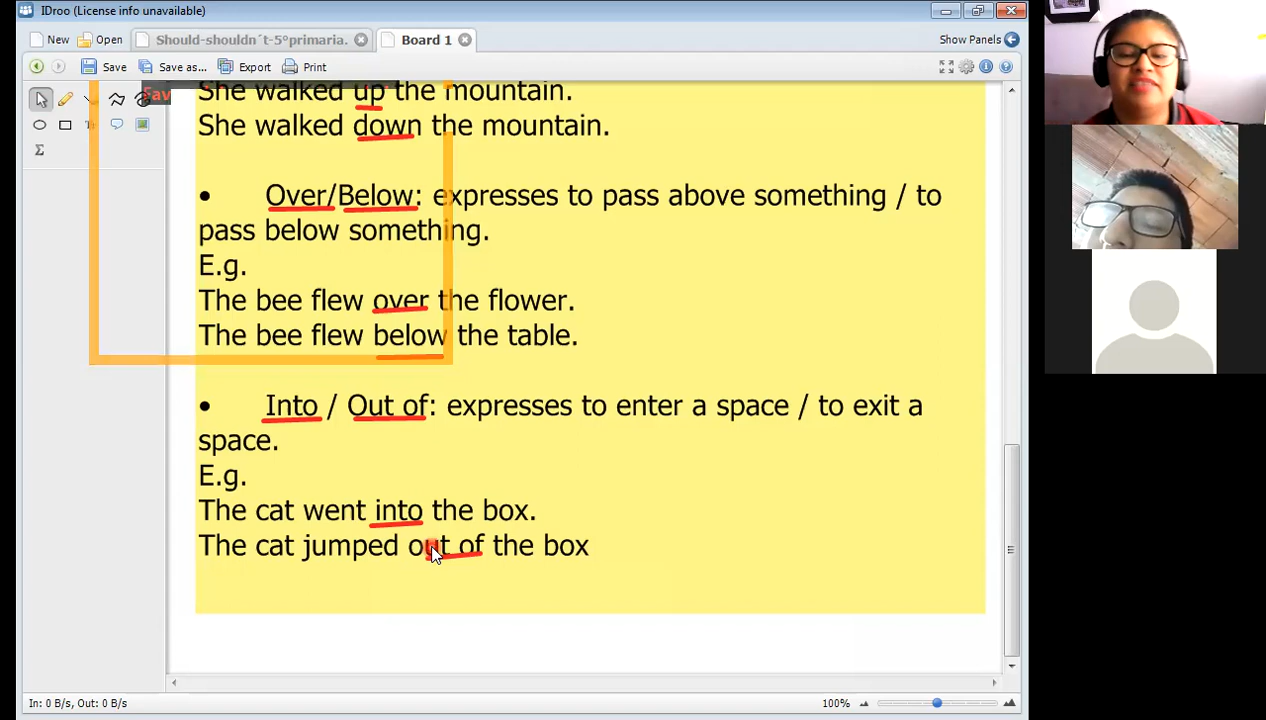 IDroo (License info unavailable)
New Open Should-shouldn´t-5°primaria. Board 1 Show Panels
Save Save as... Export Print
Sav
She walked up the mountain.
She walked down the mountain.
• Over/Below: expresses to pass above something / to
pass below something.
E.g.
The bee flew over the flower.
The bee flew below the table.
• Into / Out of: expresses to enter a space / to exit a
space.
E.g.
The cat went into the box.
The cat jumped out of the box
In: 0 B/s, Out: 0 B/s 100%